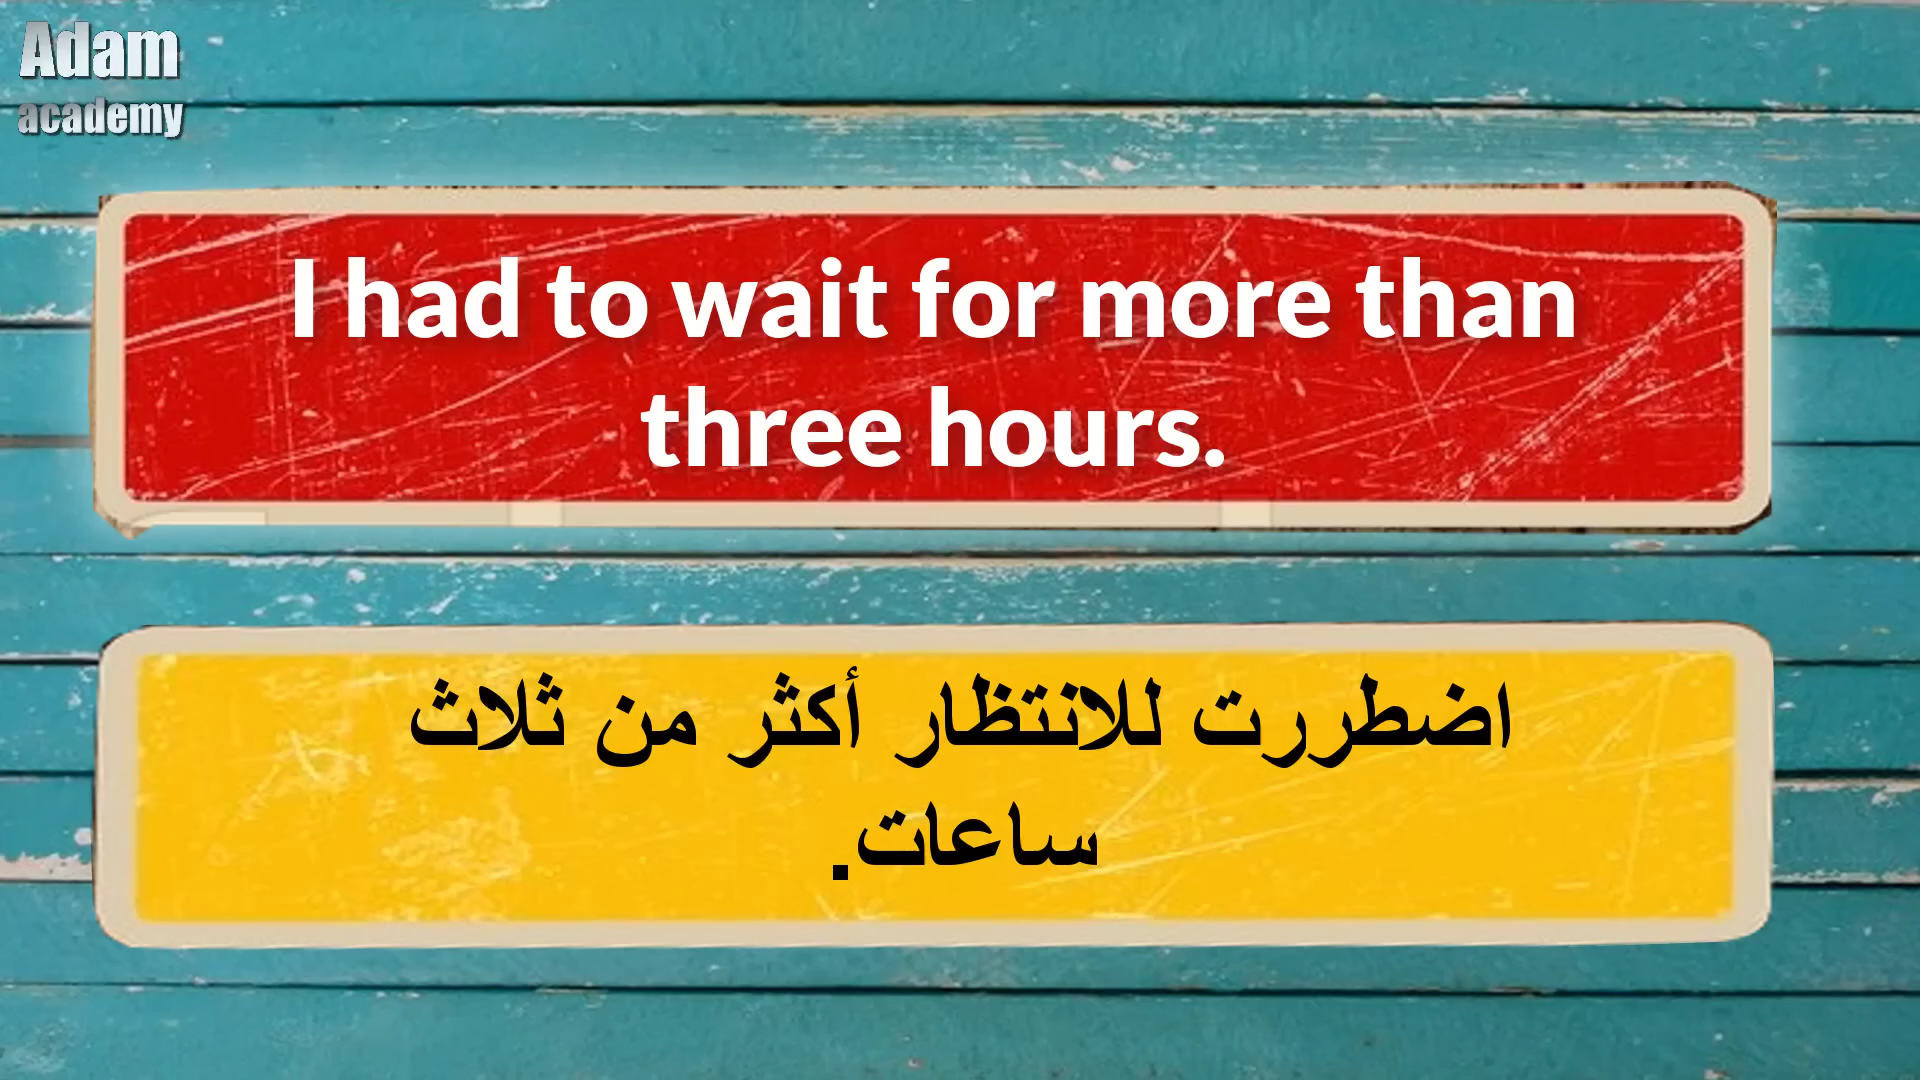 Adam
academy
I had to wait for more than
three hours.
اضطررت للانتظار أكثر من ثلاث
ساعات.